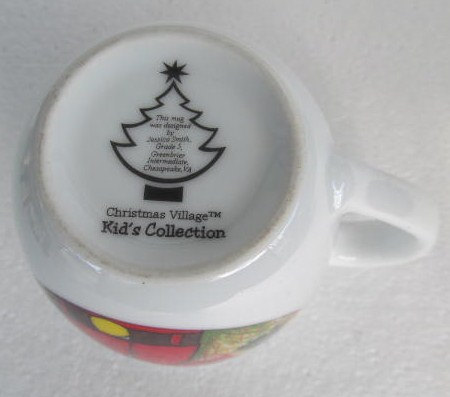 This mug
was designed
by
Jessica Smith,
Grade 5,
Greenbrier
Intermediate,
Chesapeake, VA
Christmas Village™
Kid's Collection